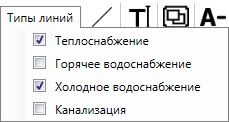 Типы линий
T
A-
Теплоснабжение
Горячее водоснабжение
Холодное водоснабжение
Канализация